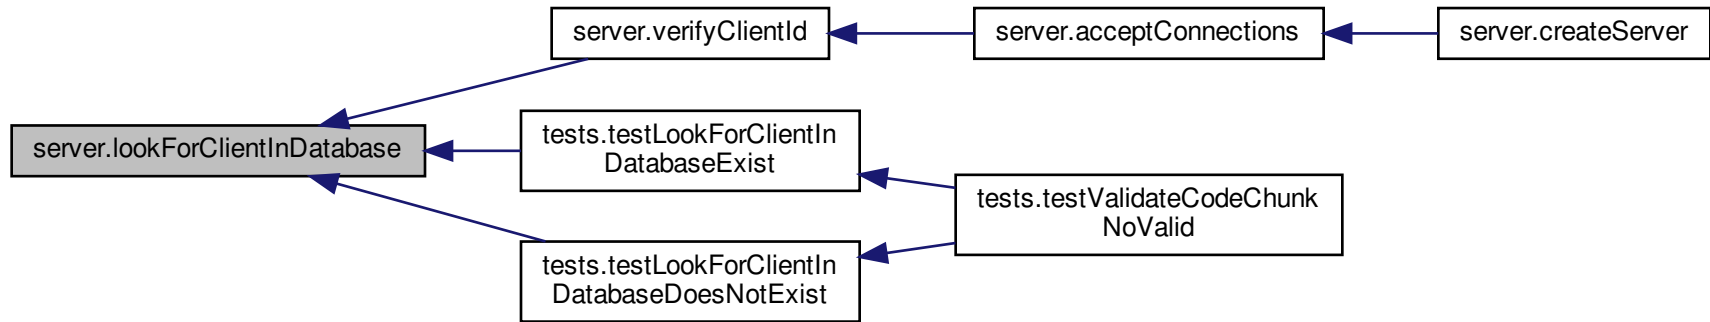 server.verifyClientId
server.acceptConnections
server.createServer
server.lookForClientInDatabase
tests.testLookForClientIn
DatabaseExist
tests.testValidateCodeChunk
NoValid
tests.testLookForClientIn
DatabaseDoesNotExist